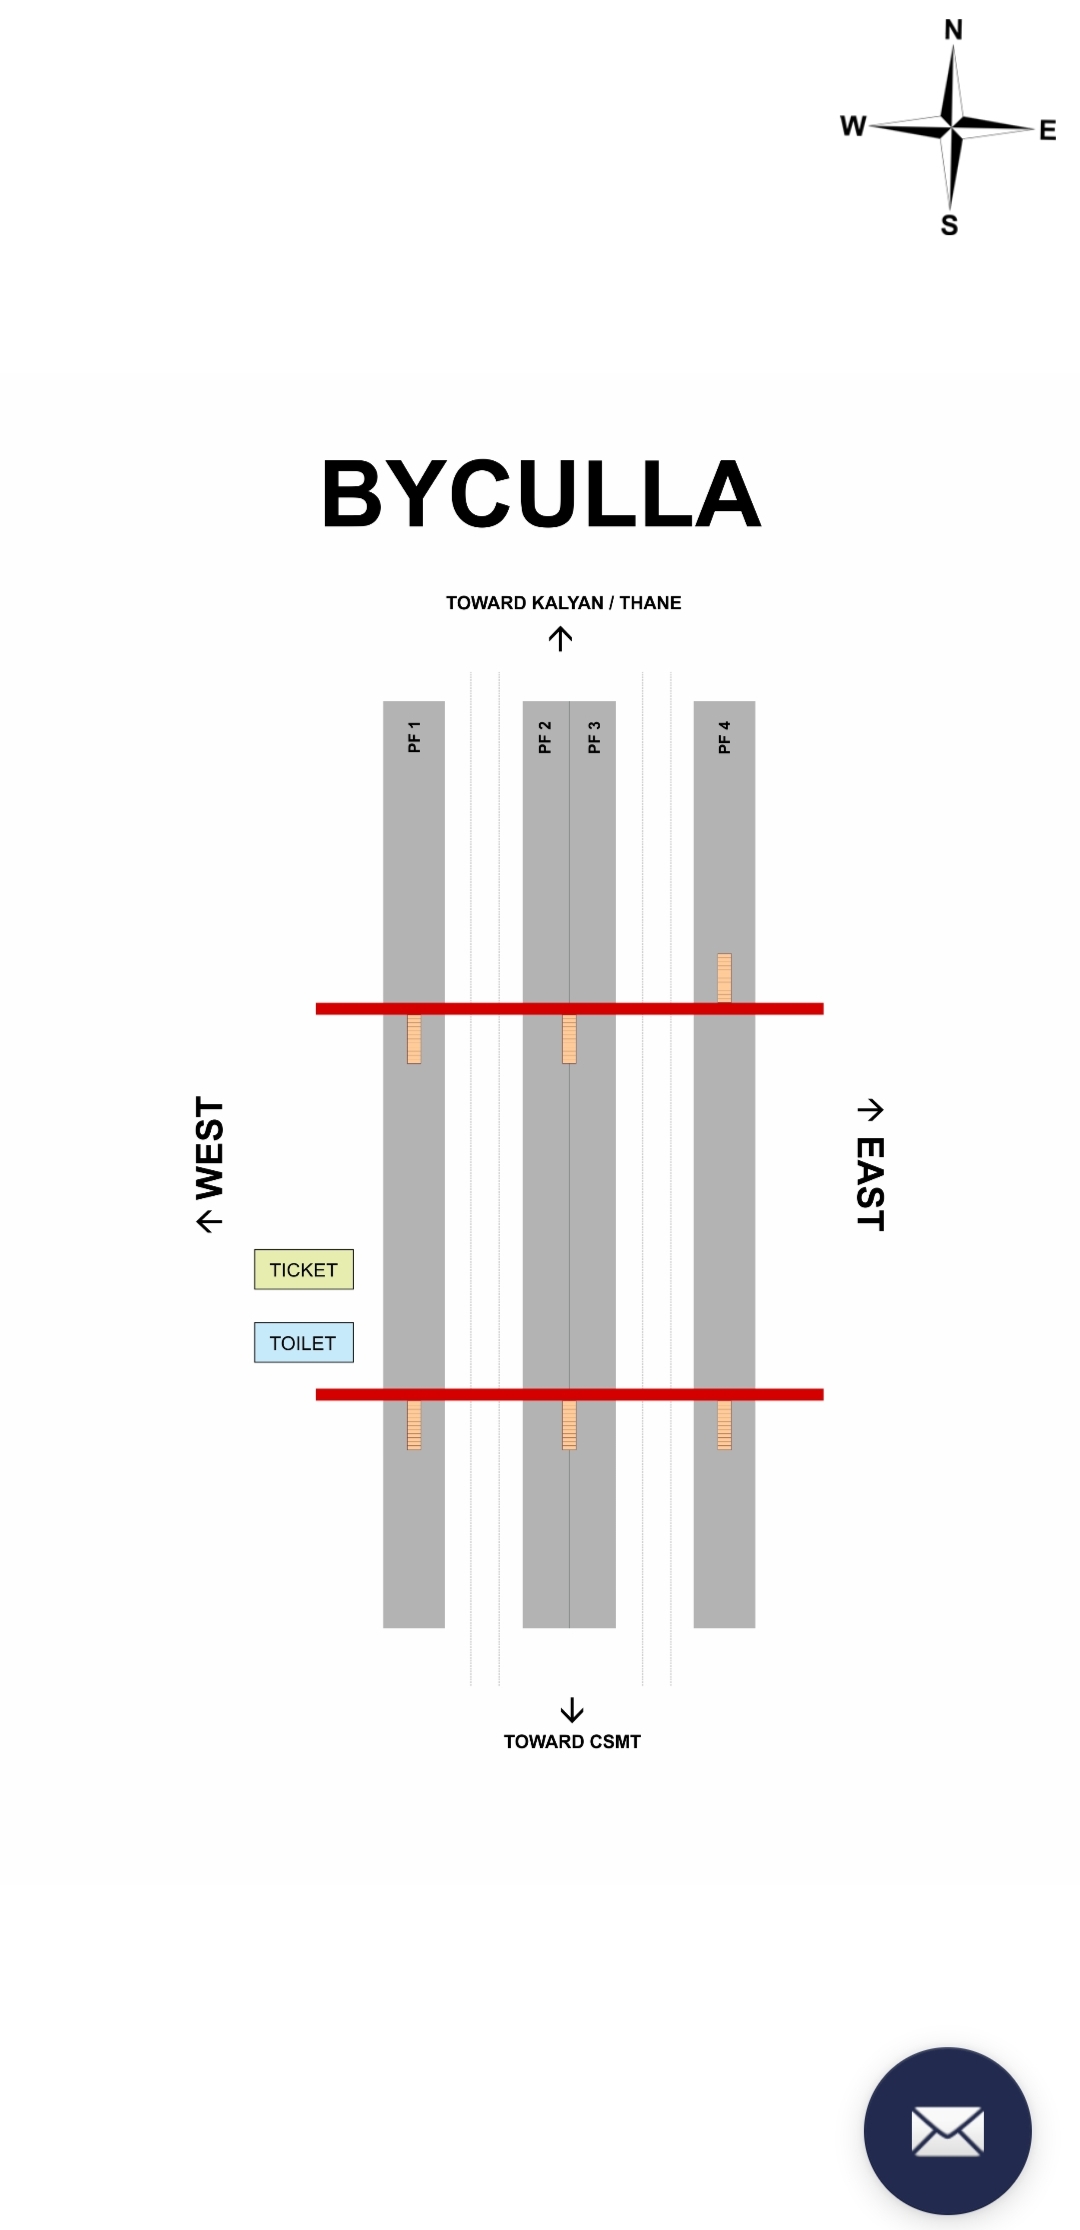 N
W
E
S
BYCULLA
TOWARD KALYAN / THANE
↑
PF 1
PF 2
PF 3
PF 4
← WEST
→ EAST
TICKET
TOILET
↓
TOWARD CSMT